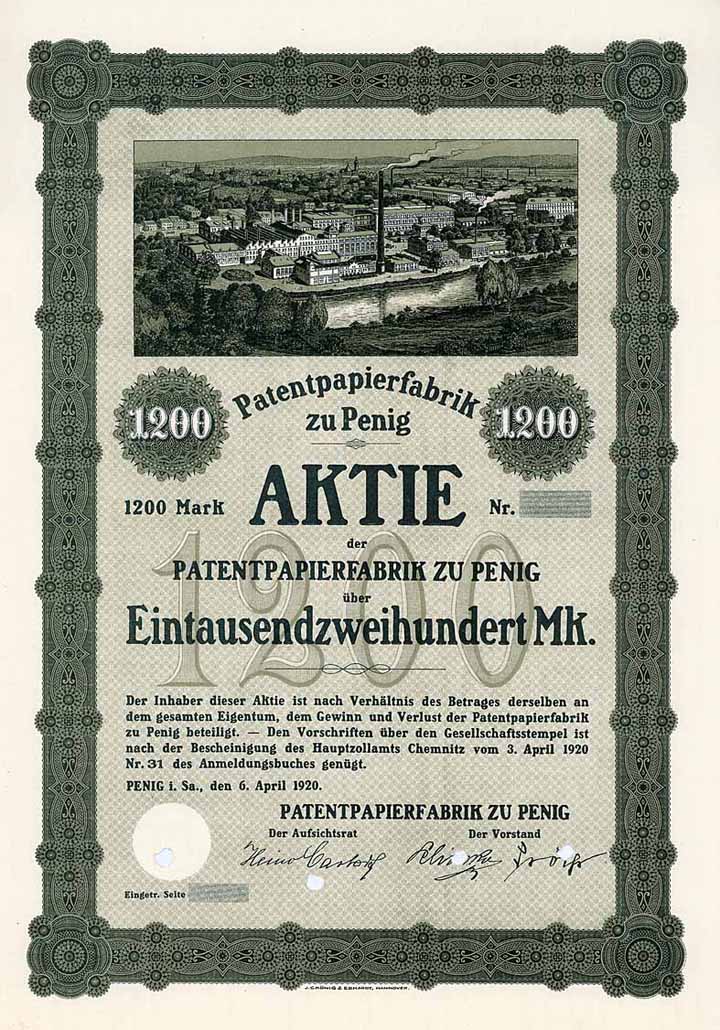 Patentpapierfabrik
zu Penig
1200
1200
AKTIE
1200 Mark
Nr.
der
PATENTPAPIERFABRIK ZU PENIG
über
1200
Eintausendzweihundert Mk.
Der Inhaber dieser Aktie ist nach Verhältnis des Betrages derselben an
dem gesamten Eigentum, dem Gewinn und Verlust der Patentpapierfabrik
zu Penig beteiligt. — Den Vorschriften über den Gesellschaftsstempel ist
nach der Bescheinigung des Hauptzollamts Chemnitz vom 3. April 1920
Nr. 31 des Anmeldungsbuches genügt.
PENIG i. Sa., den 6. April 1920.
PATENTPAPIERFABRIK ZU PENIG
Der Aufsichtsrat
Der Vorstand
Eingetr. Seite
J.C.KÖNIG & EBHARDT, HANNOVER.